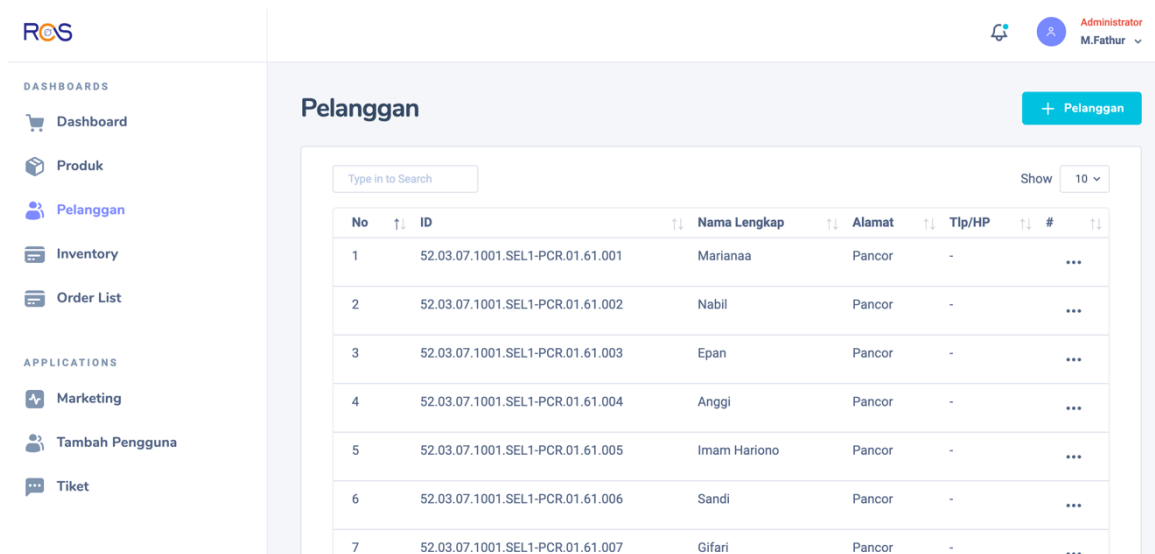 ROS
Administrator
M.Fathur
DASHBOARDS
Dashboard
Produk
Pelanggan
Inventory
Order List
APPLICATIONS
Marketing
Tambah Pengguna
Tiket
Pelanggan
+ Pelanggan
Type in to Search
Show 10
No ID Nama Lengkap Alamat Tlp/HP #
1 52.03.07.1001.SEL1-PCR.01.61.001 Marianaa Pancor - ...
2 52.03.07.1001.SEL1-PCR.01.61.002 Nabil Pancor - ...
3 52.03.07.1001.SEL1-PCR.01.61.003 Epan Pancor - ...
4 52.03.07.1001.SEL1-PCR.01.61.004 Anggi Pancor - ...
5 52.03.07.1001.SEL1-PCR.01.61.005 Imam Hariono Pancor - ...
6 52.03.07.1001.SEL1-PCR.01.61.006 Sandi Pancor - ...
7 52.03.07.1001.SEL1-PCR.01.61.007 Gifari Pancor - ...